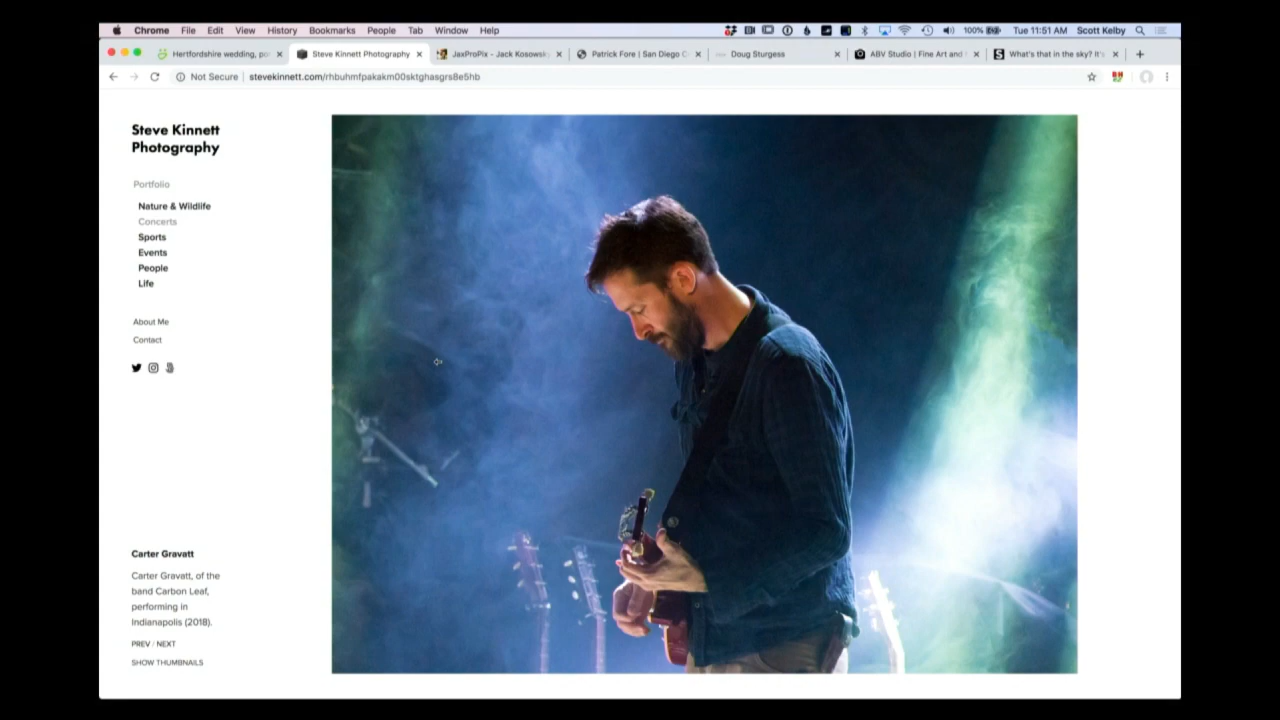 Chrome File Edit View History Bookmarks People Tab Window Help 100% Tue 11:51 AM Scott Kelby
Hertfordshire wedding, po
Steve Kinnett Photography
JaxProPix - Jack Kosowsk
Patrick Fore | San Diego C
Doug Sturgess
ABV Studio | Fine Art and
What's that in the sky? It's
Not Secure stevekinnett.com/rhbuhmfpakakm00sktghasgrs8e5hb
Steve Kinnett
Photography
Portfolio
Nature & Wildlife
Concerts
Sports
Events
People
Life
About Me
Contact
Carter Gravatt
Carter Gravatt, of the
band Carbon Leaf,
performing in
Indianapolis (2018).
PREV / NEXT
SHOW THUMBNAILS